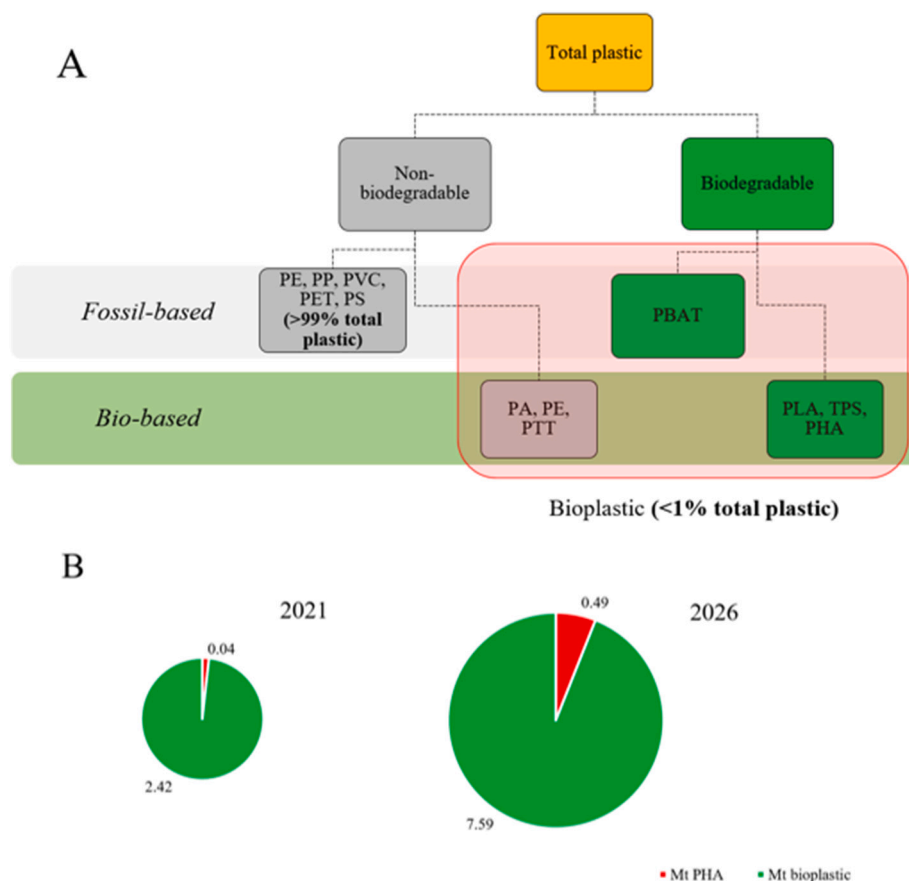 A
Total plastic
Non-
biodegradable
Biodegradable
Fossil-based
PE, PP, PVC,
PET, PS
(>99% total
plastic)
PBAT
Bio-based
PA, PE,
PTT
PLA, TPS,
PHA
Bioplastic (<1% total plastic)
B
2021
0.04
2.42
2026
0.49
7.59
Mt PHA
Mt bioplastic